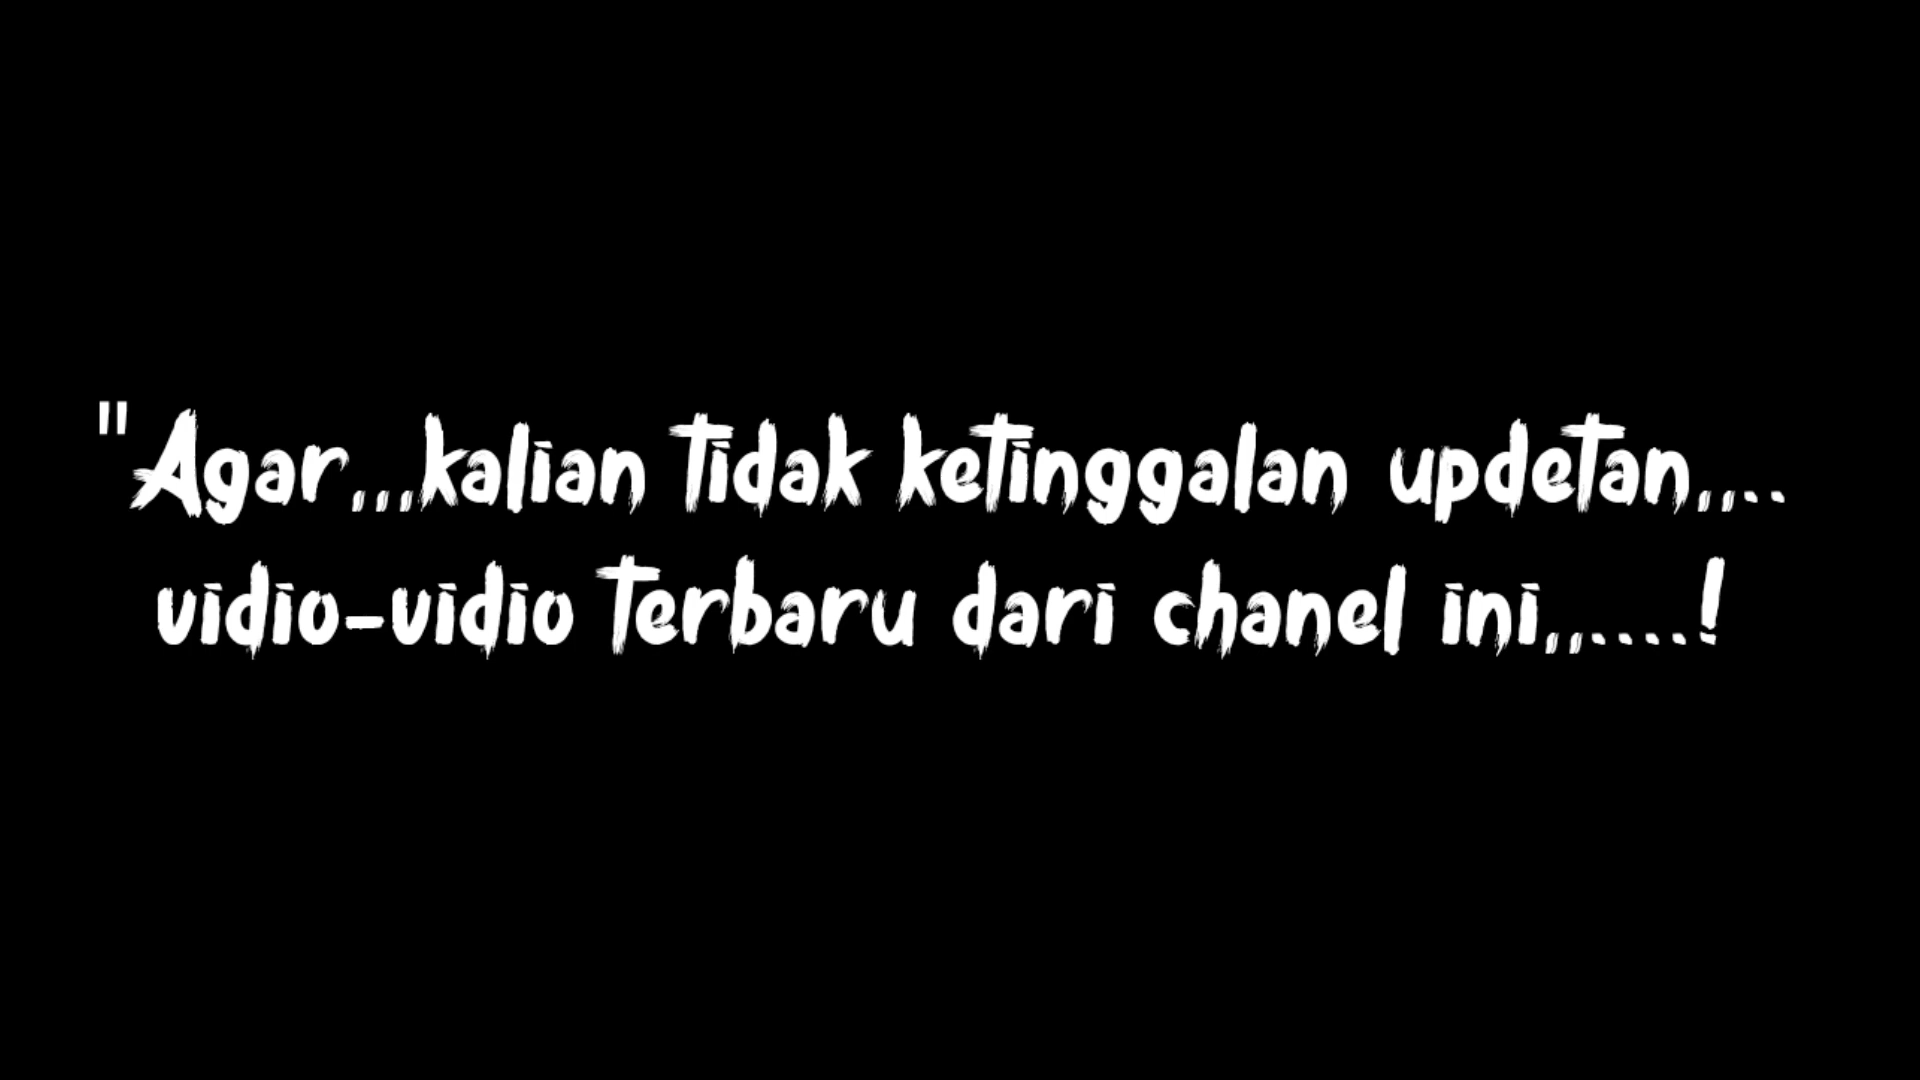 "Agar,,,kalian tidak ketinggalan updetan,,..
vidio-vidio terbaru dari chanel ini,,....!